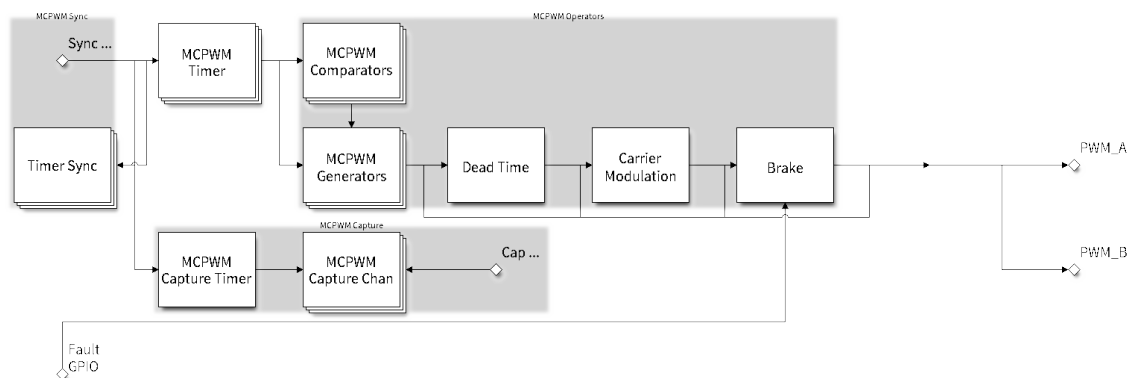 MCPWM Sync
MCPWM Operators
Sync ...
MCPWM
Timer
MCPWM
Comparators
Timer Sync
MCPWM
Generators
Dead Time
Carrier
Modulation
Brake
PWM_A
MCPWM Capture
MCPWM
Capture Timer
MCPWM
Capture Chan
Cap ...
PWM_B
Fault
GPIO